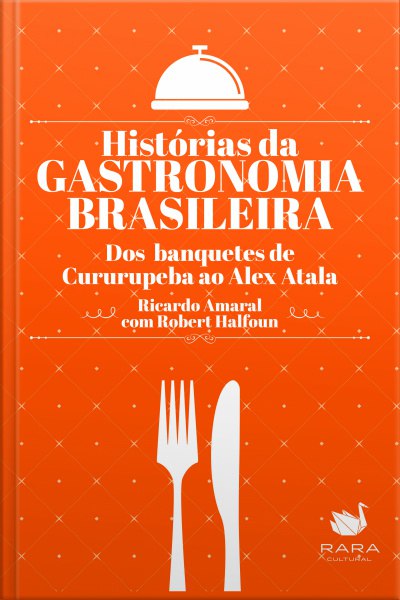 Histórias da
GASTRONOMIA
BRASILEIRA
Dos banquetes de
Cururupeba ao Alex Atala
Ricardo Amaral
com Robert Halfoun
RARA
CULTURAL